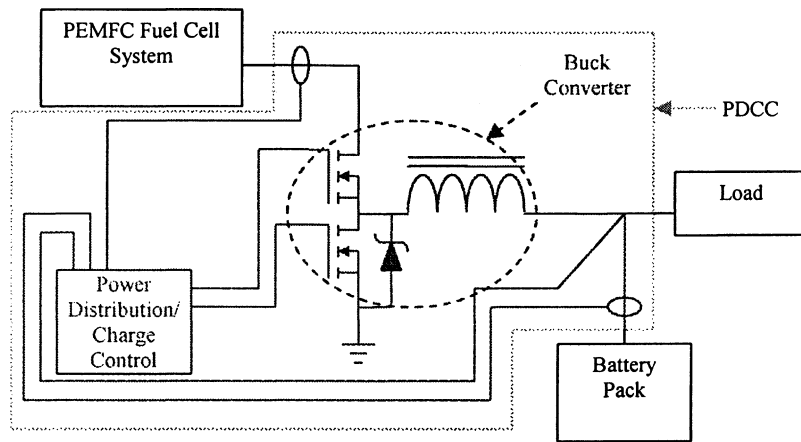 PEMFC Fuel Cell
System
Buck
Converter
PDCC
Load
Power
Distribution/
Charge
Control
Battery
Pack